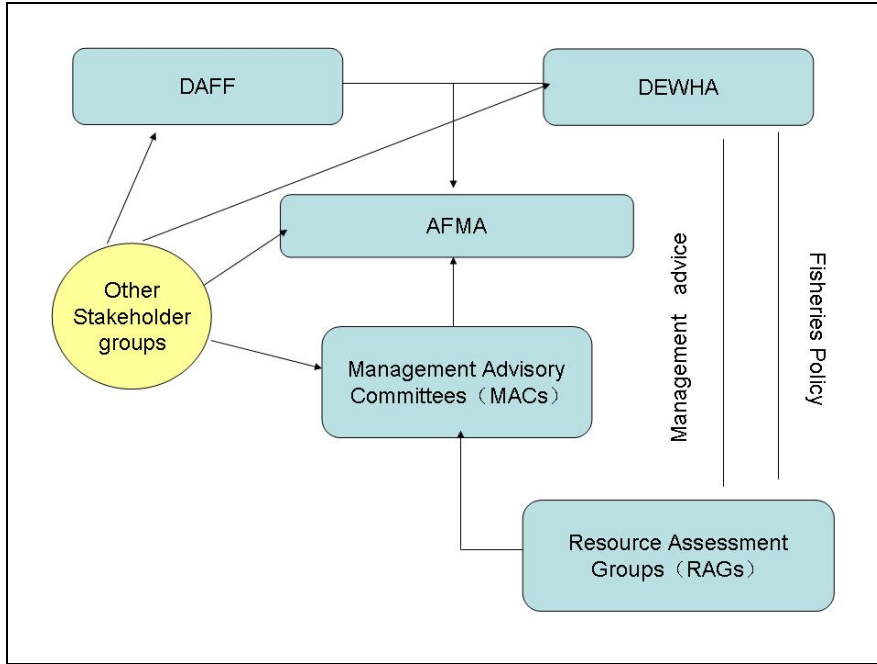 DAFF
DEWHA
AFMA
Other
Stakeholder
groups
Management Advisory
Committees（MACs）
Management advice
Fisheries Policy
Resource Assessment
Groups（RAGs）